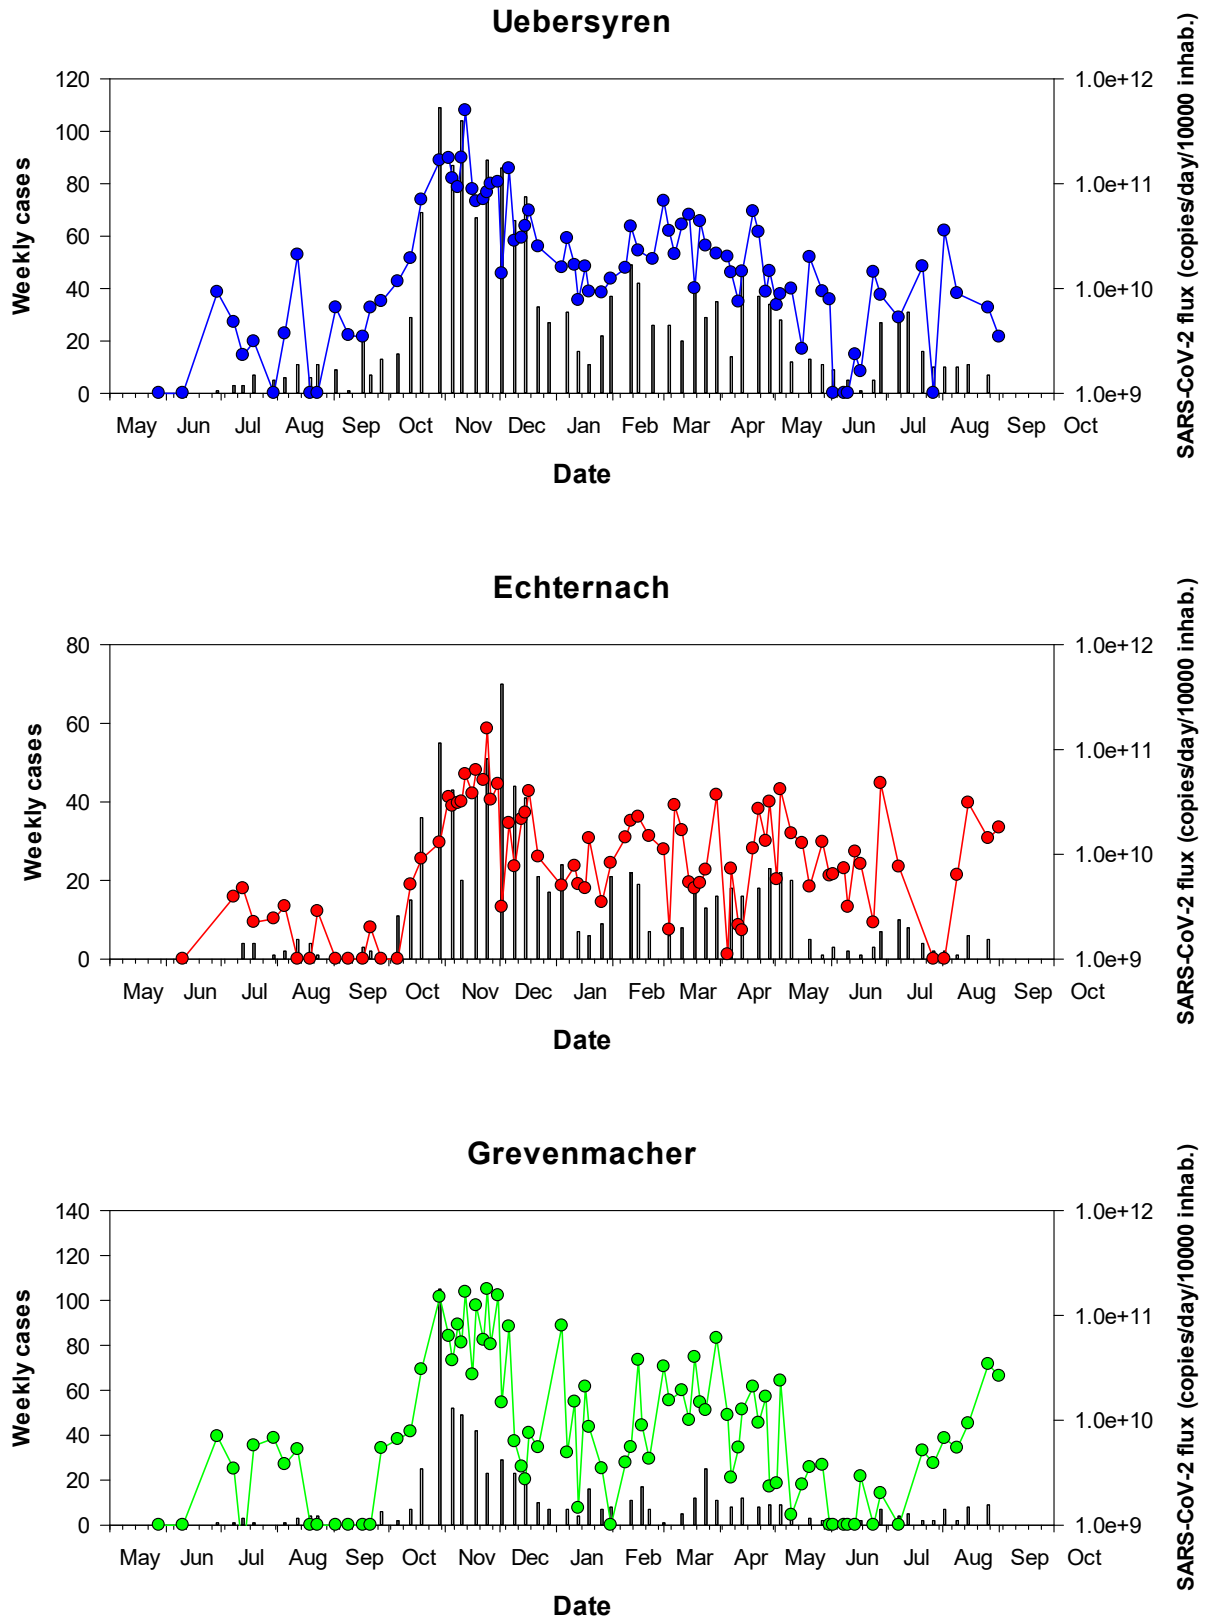 Uebersyren
Weekly cases
SARS-CoV-2 flux (copies/day/10000 inhab.)
120
100
80
60
40
20
0
1.0e+12
1.0e+11
1.0e+10
1.0e+9
May Jun Jul Aug Sep Oct Nov Dec Jan Feb Mar Apr May Jun Jul Aug Sep Oct
Date
Echternach
Weekly cases
SARS-CoV-2 flux (copies/day/10000 inhab.)
80
60
40
20
0
1.0e+12
1.0e+11
1.0e+10
1.0e+9
May Jun Jul Aug Sep Oct Nov Dec Jan Feb Mar Apr May Jun Jul Aug Sep Oct
Date
Grevenmacher
Weekly cases
SARS-CoV-2 flux (copies/day/10000 inhab.)
140
120
100
80
60
40
20
0
1.0e+12
1.0e+11
1.0e+10
1.0e+9
May Jun Jul Aug Sep Oct Nov Dec Jan Feb Mar Apr May Jun Jul Aug Sep Oct
Date